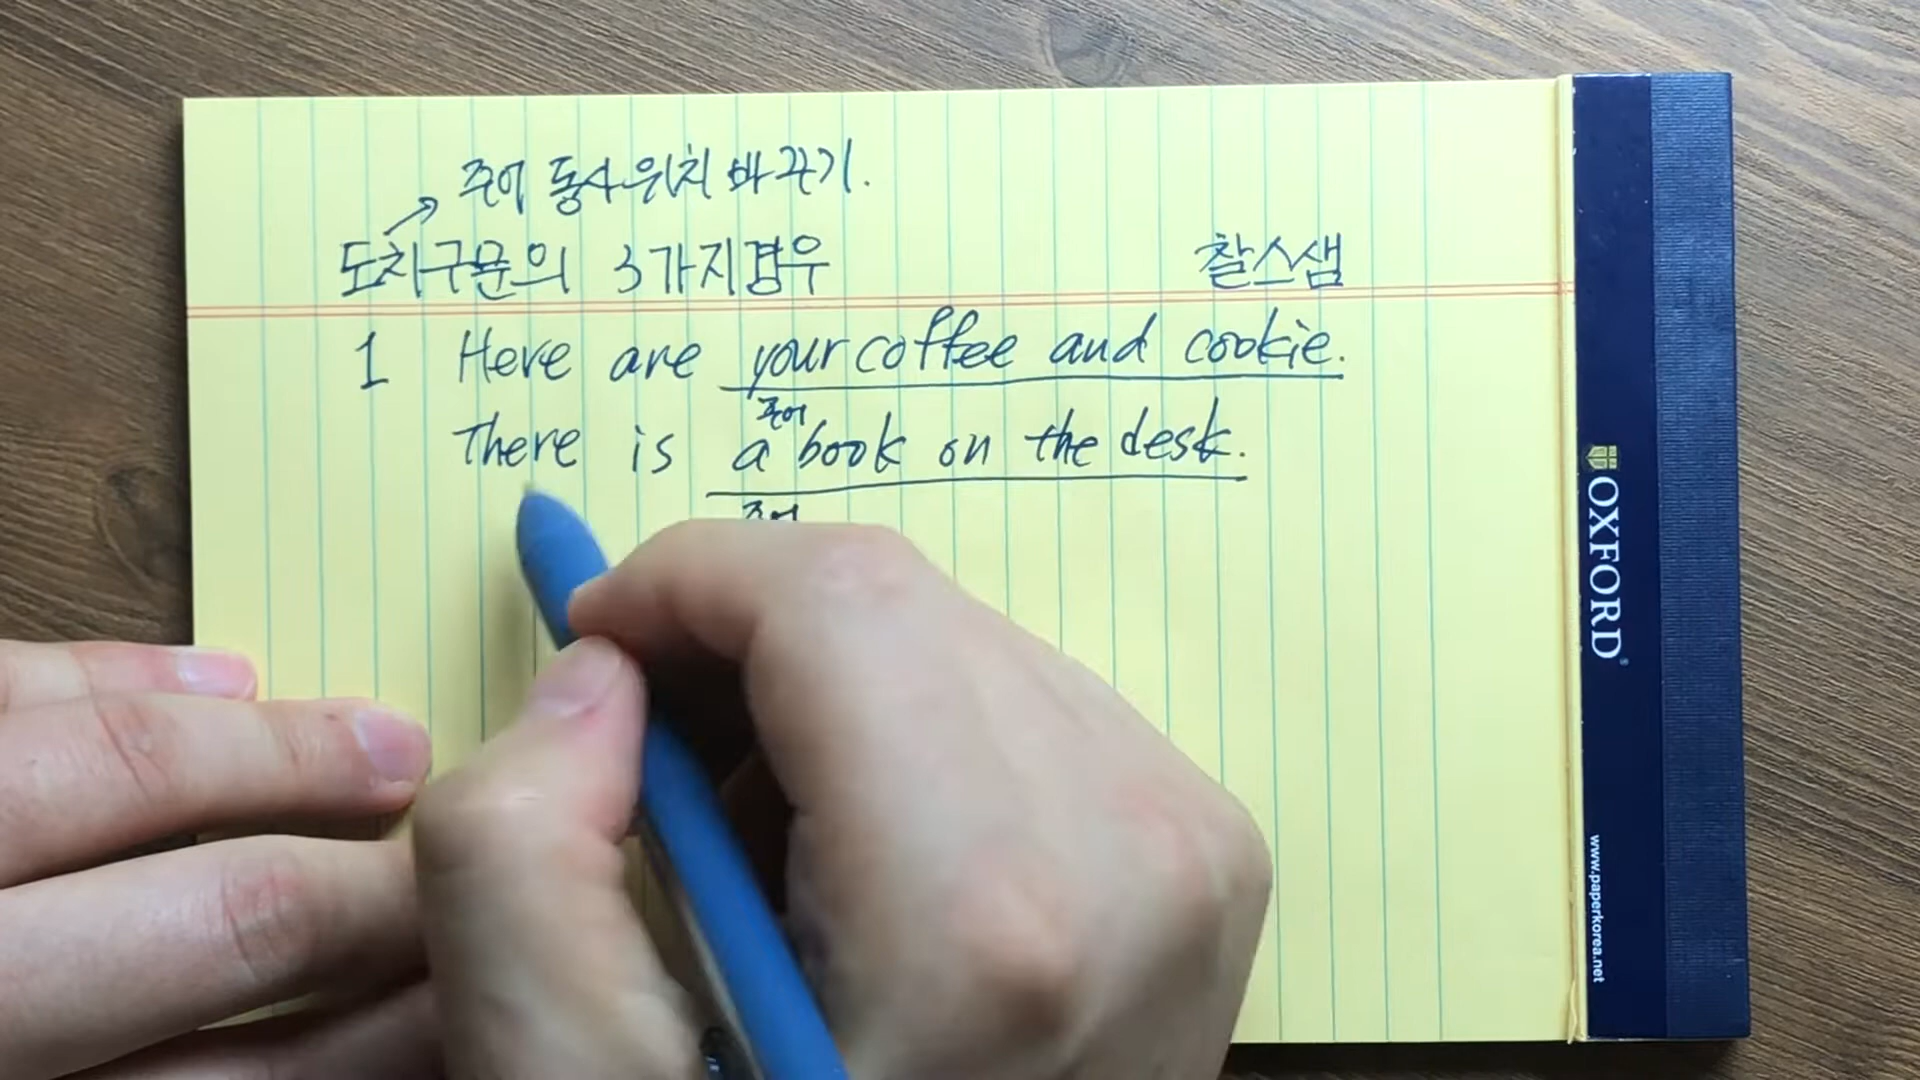 주어 동사 위치 바꾸기.
도치구문의 3가지경우
찰스샘
1 Here are your coffee and cookie.
주어
There is a book on the desk.
주어
OXFORD
www.paperkorea.net